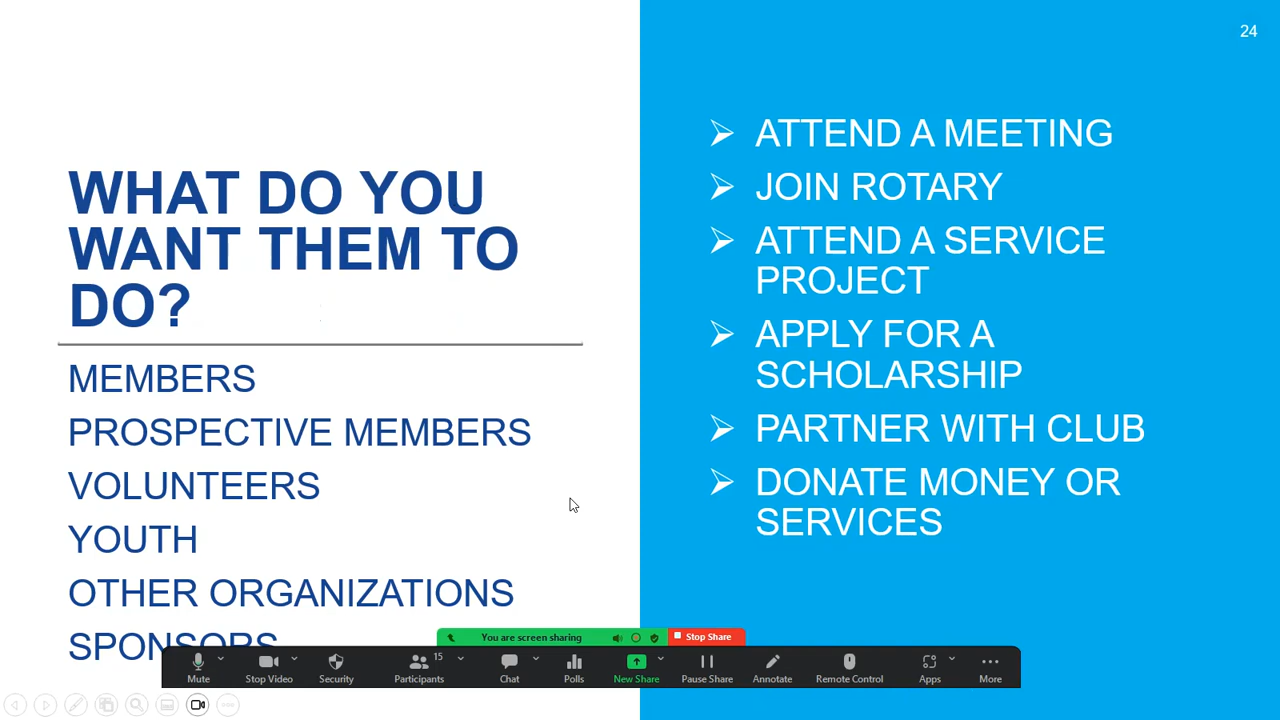 24
WHAT DO YOU
WANT THEM TO
DO?
MEMBERS
PROSPECTIVE MEMBERS
VOLUNTEERS
YOUTH
OTHER ORGANIZATIONS
SPONSORS
ATTEND A MEETING
JOIN ROTARY
ATTEND A SERVICE
PROJECT
APPLY FOR A
SCHOLARSHIP
PARTNER WITH CLUB
DONATE MONEY OR
SERVICES
You are screen sharing
Stop Share
15
Mute
Stop Video
Security
Participants
Chat
Polls
New Share
Pause Share
Annotate
Remote Control
Apps
More